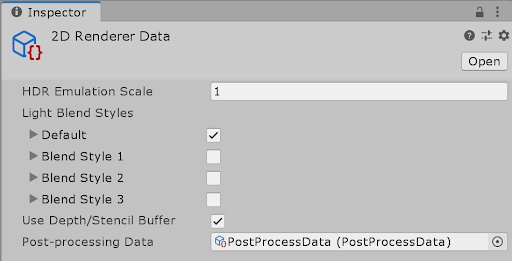 Inspector
2D Renderer Data
Open
HDR Emulation Scale 1
Light Blend Styles
Default
Blend Style 1
Blend Style 2
Blend Style 3
Use Depth/Stencil Buffer
Post-processing Data PostProcessData (PostProcessData)